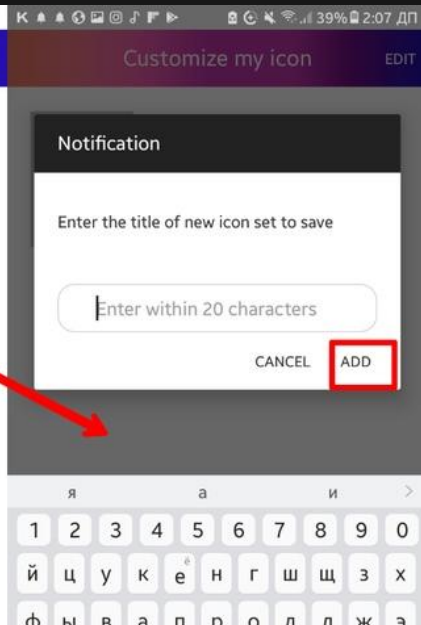 39% 2:07 ДП
Customize my icon EDIT
Notification
Enter the title of new icon set to save
Enter within 20 characters
CANCEL ADD
я а и
1 2 3 4 5 6 7 8 9 0
й ц у к е ё н г ш щ з х
ф ы в а п р о л д ж э